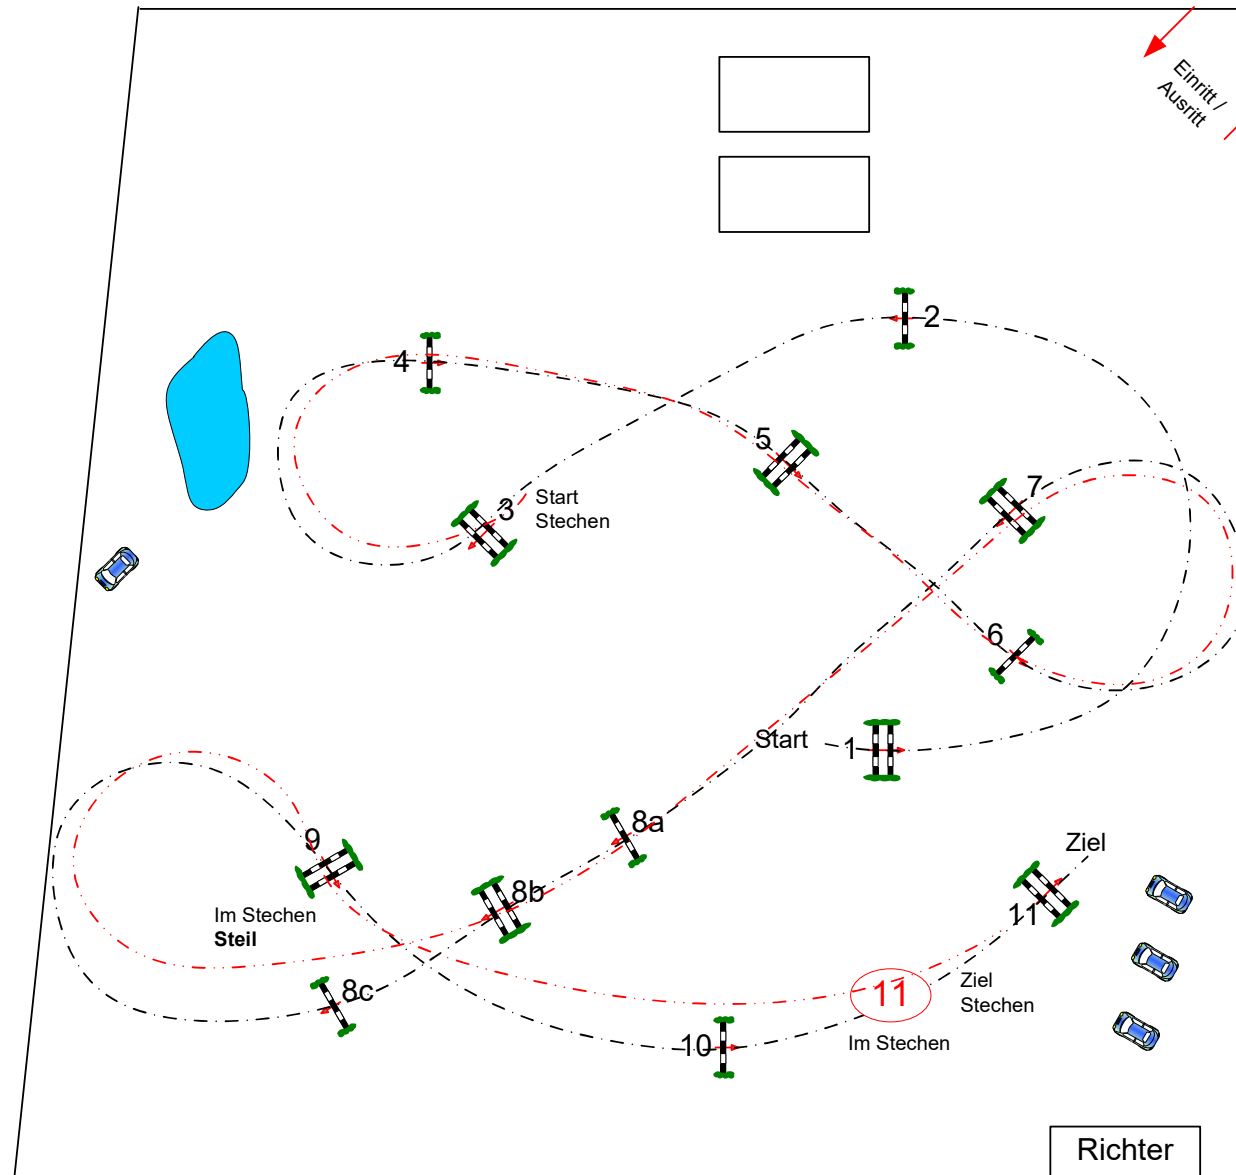 Einritt /
Ausritt
2
4
5
7
3
Start
Stechen
6
Start
1
8a
9
Ziel
8b
11
Im Stechen
Steil
8c
11
Ziel
Stechen
10
Im Stechen
Richter